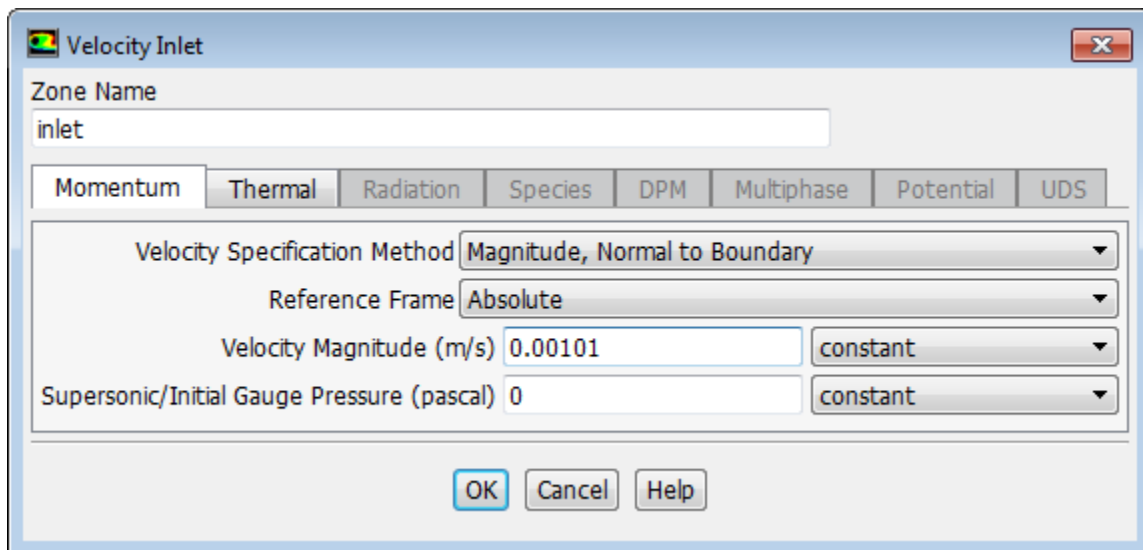 Velocity Inlet
Zone Name
inlet
Momentum Thermal Radiation Species DPM Multiphase Potential UDS
Velocity Specification Method Magnitude, Normal to Boundary
Reference Frame Absolute
Velocity Magnitude (m/s) 0.00101 constant
Supersonic/Initial Gauge Pressure (pascal) 0 constant
OK Cancel Help